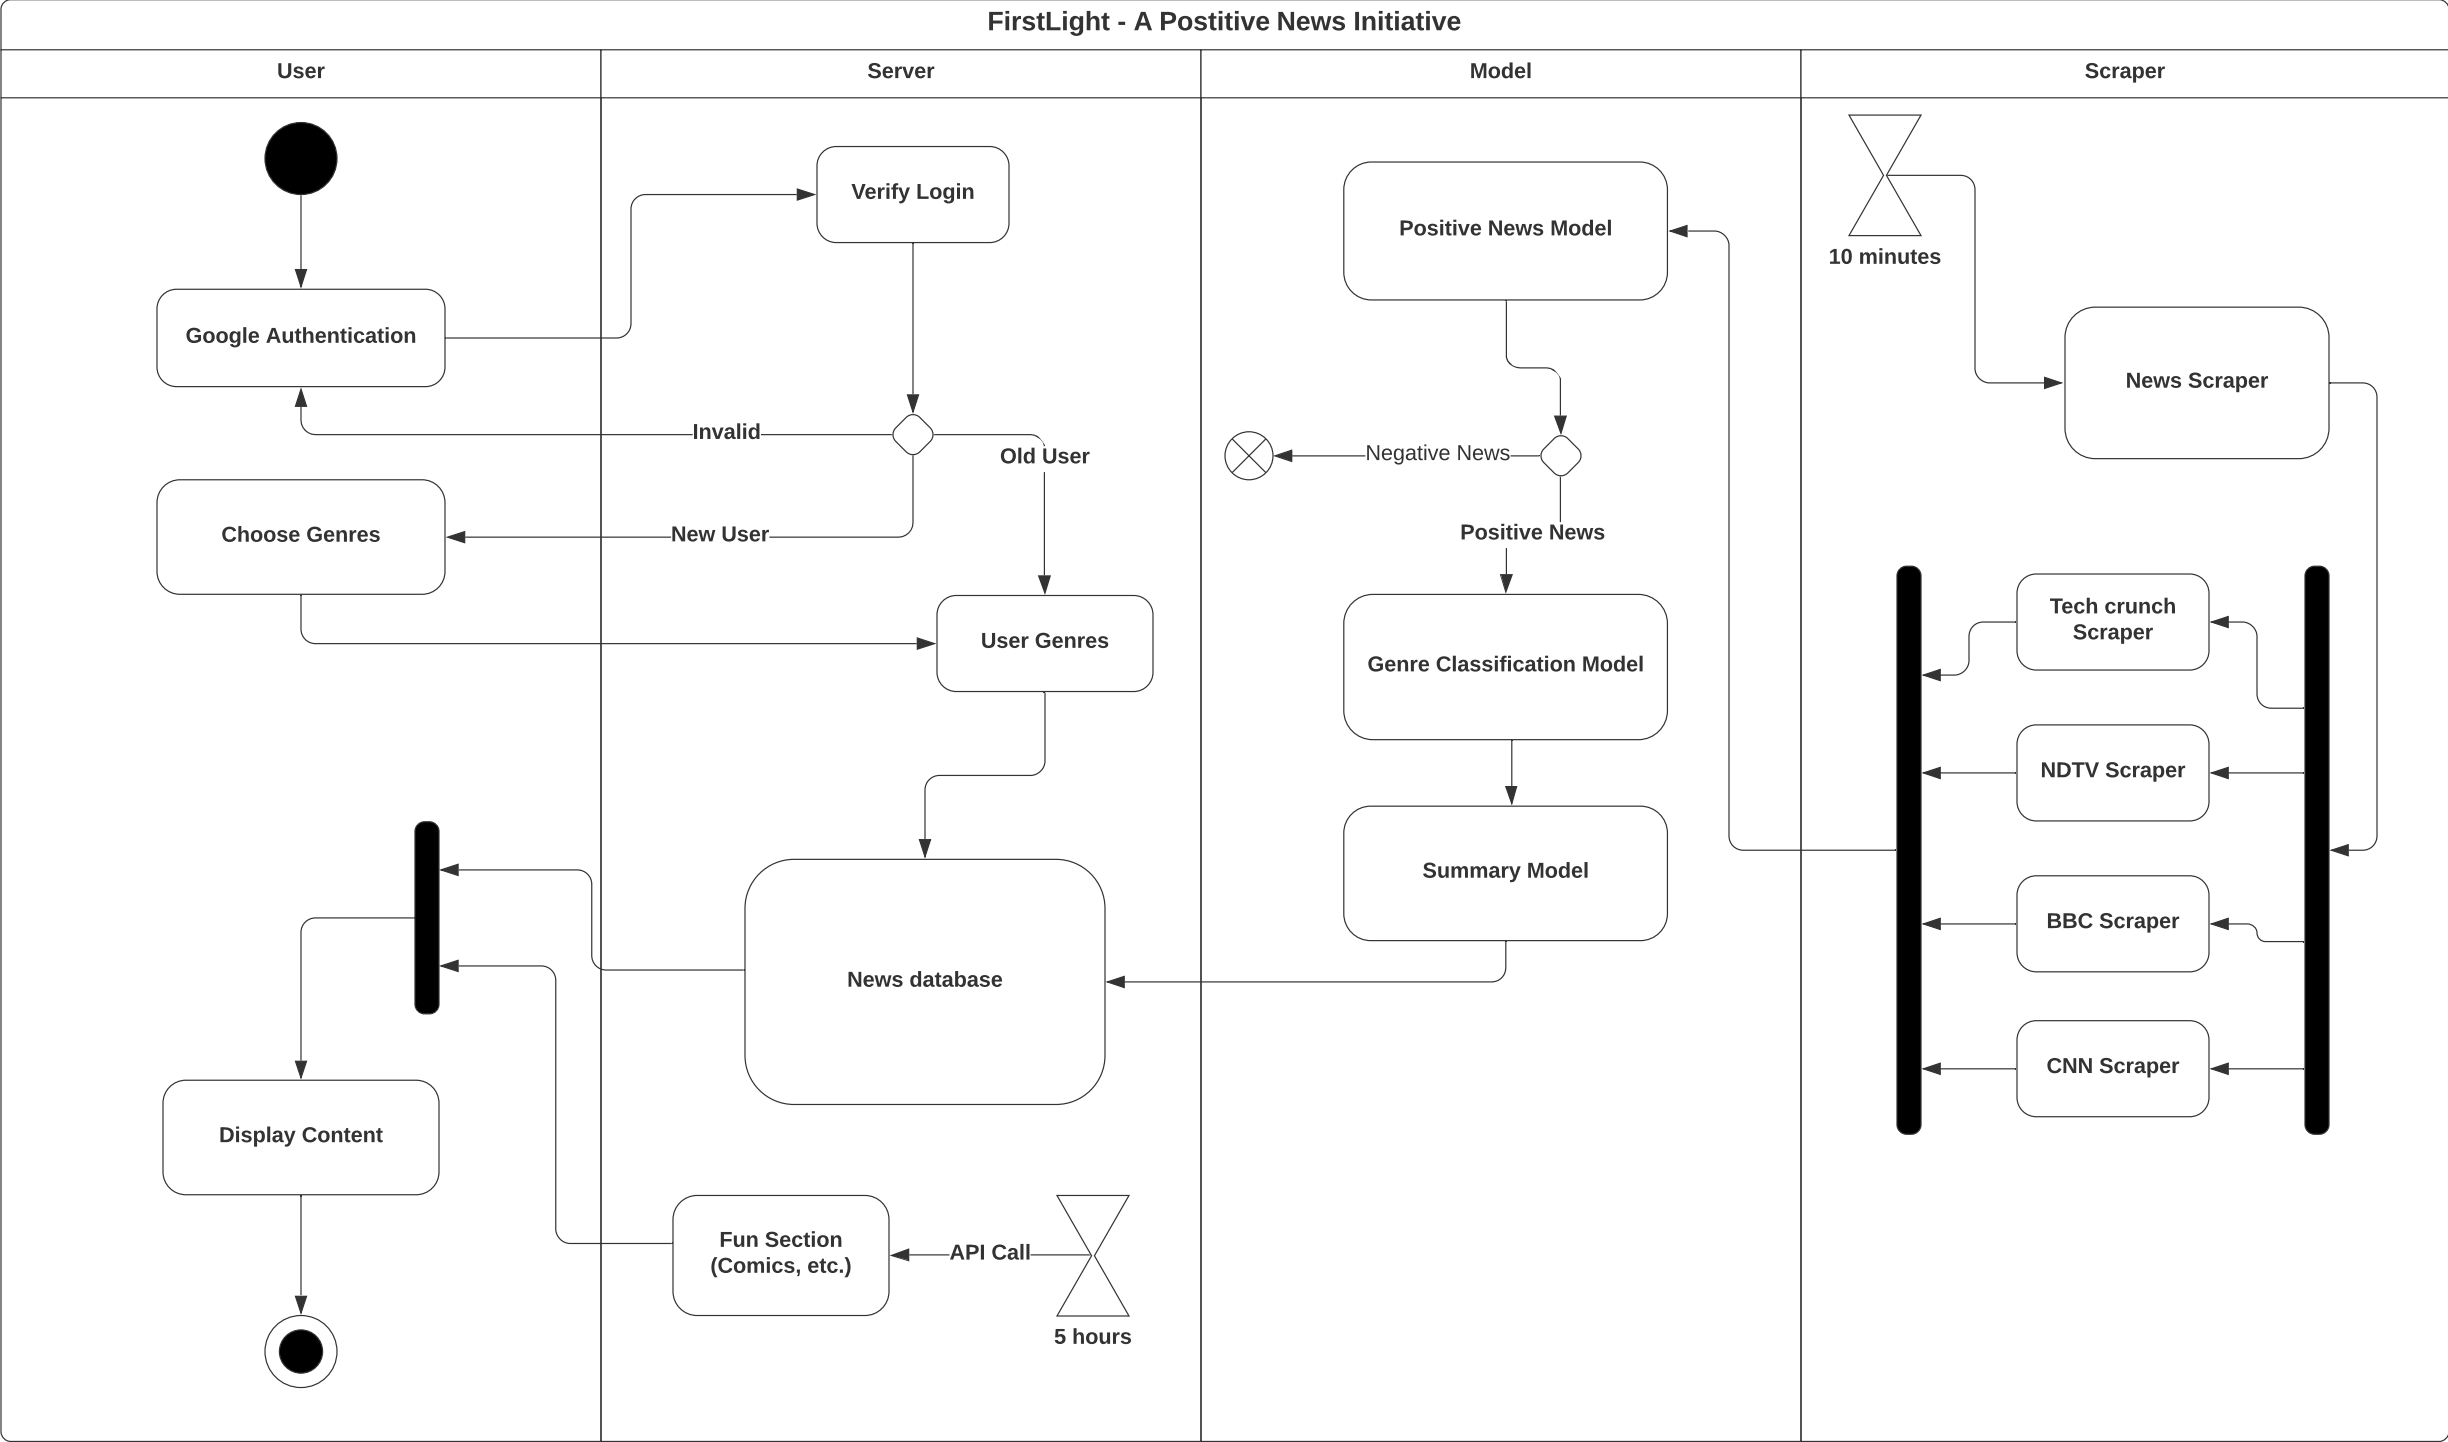 FirstLight - A Postitive News Initiative
User
Server
Model
Scraper
Verify Login
Positive News Model
10 minutes
Google Authentication
News Scraper
Invalid
Old User
Negative News
Choose Genres
New User
Positive News
Tech crunch
Scraper
User Genres
Genre Classification Model
NDTV Scraper
Summary Model
BBC Scraper
News database
CNN Scraper
Display Content
Fun Section
(Comics, etc.)
API Call
5 hours